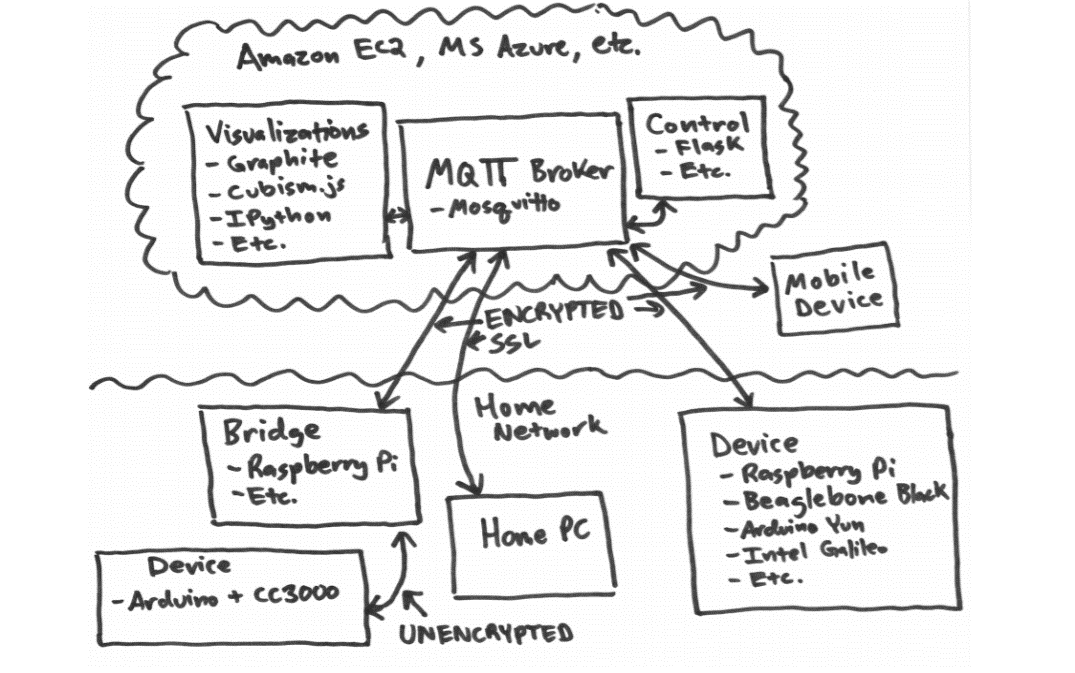 Amazon EC2, MS Azure, etc.
Visualizations
- Graphite
- Cubism.js
- IPython
- Etc.
MQTT Broker
- Mosquitto
Control
- Flask
- Etc.
Mobile
Device
ENCRYPTED
SSL
Home
Network
Bridge
- Raspberry Pi
- Etc.
Home PC
Device
- Raspberry Pi
- Beaglebone Black
- Arduino Yun
- Intel Galileo
- Etc.
Device
- Arduino + CC3000
UNENCRYPTED